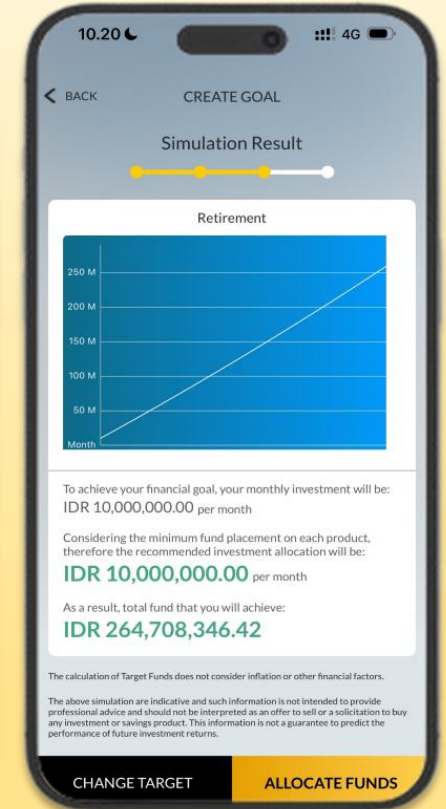 10.20
4G
BACK
CREATE GOAL
Simulation Result
Retirement
250 M
200 M
150 M
100 M
50 M
Month
To achieve your financial goal, your monthly investment will be:
IDR 10,000,000.00 per month
Considering the minimum fund placement on each product,
therefore the recommended investment allocation will be:
IDR 10,000,000.00 per month
As a result, total fund that you will achieve:
IDR 264,708,346.42
The calculation of Target Funds does not consider inflation or other financial factors.
The above simulation are indicative and such information is not intended to provide
professional advice and should not be interpreted as an offer to sell or a solicitation to buy
any investment or savings product. This information is not a guarantee to predict the
performance of future investment returns.
CHANGE TARGET
ALLOCATE FUNDS